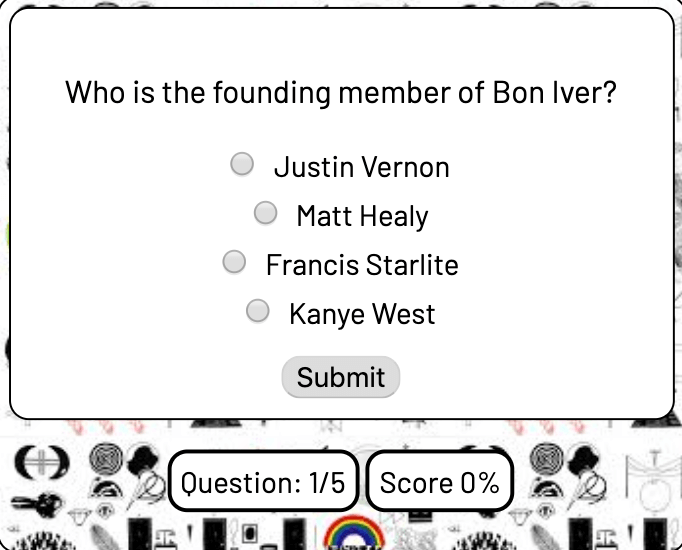 Who is the founding member of Bon Iver?
Justin Vernon
Matt Healy
Francis Starlite
Kanye West
Submit
Question: 1/5 Score 0%